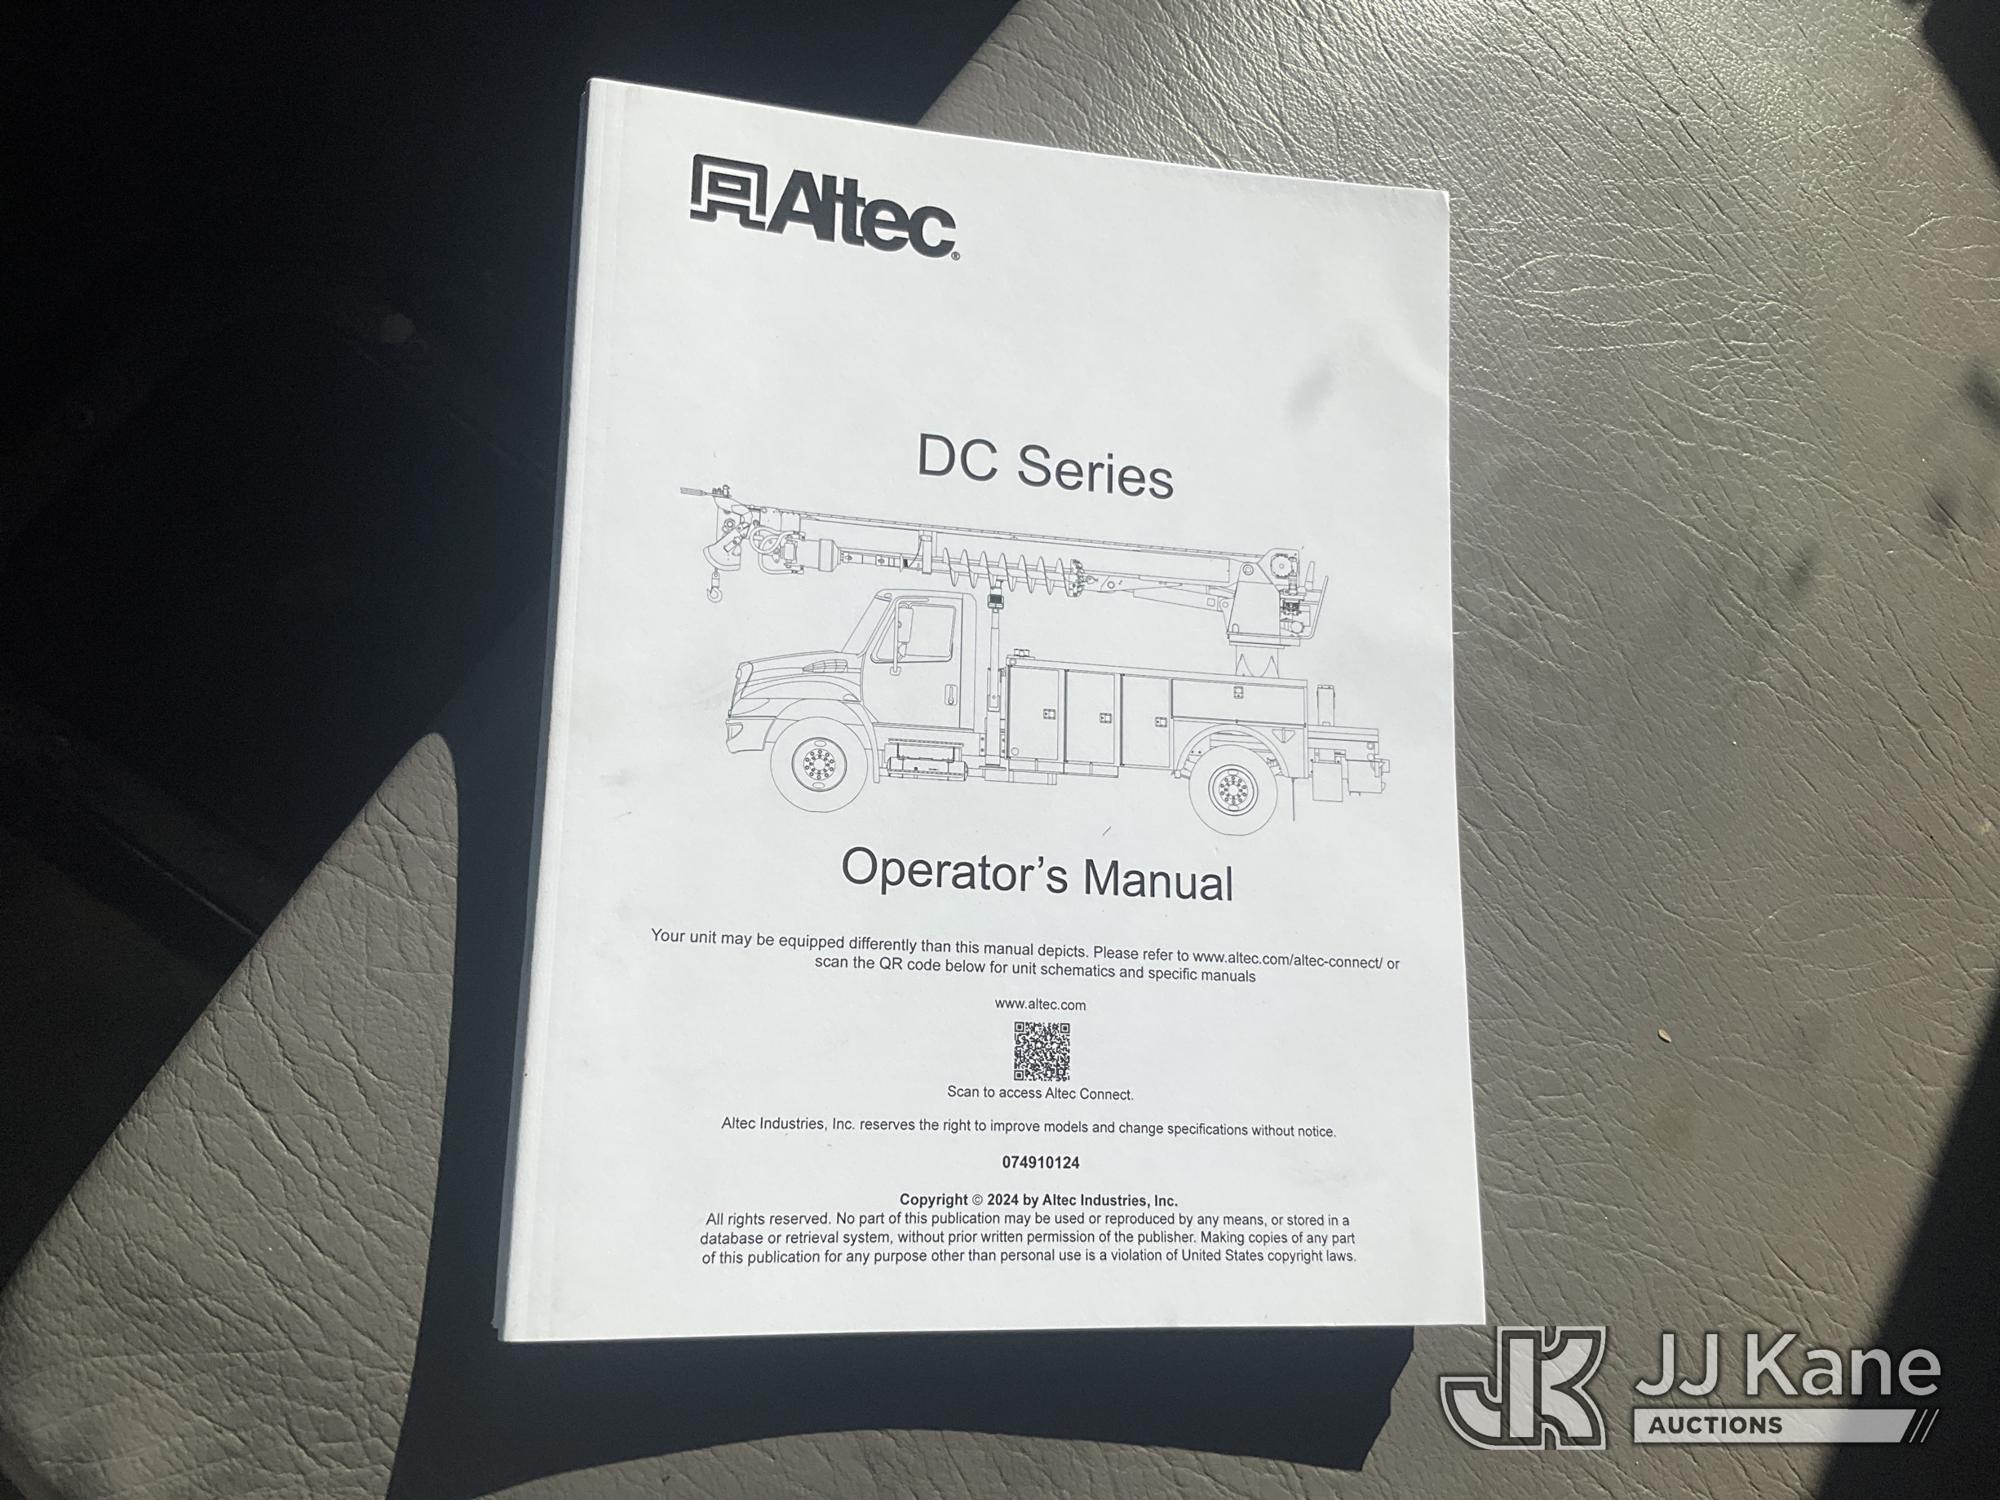 Altec®
DC Series
Operator's Manual
Your unit may be equipped differently than this manual depicts. Please refer to www.altec.com/altec-connect/ or
scan the QR code below for unit schematics and specific manuals
www.altec.com
Scan to access Altec Connect.
Altec Industries, Inc. reserves the right to improve models and change specifications without notice.
074910124
Copyright © 2024 by Altec Industries, Inc.
All rights reserved. No part of this publication may be used or reproduced by any means, or stored in a
database or retrieval system, without prior written permission of the publisher. Making copies of any part
of this publication for any purpose other than personal use is a violation of United States copyright laws.
JK JJ Kane
AUCTIONS